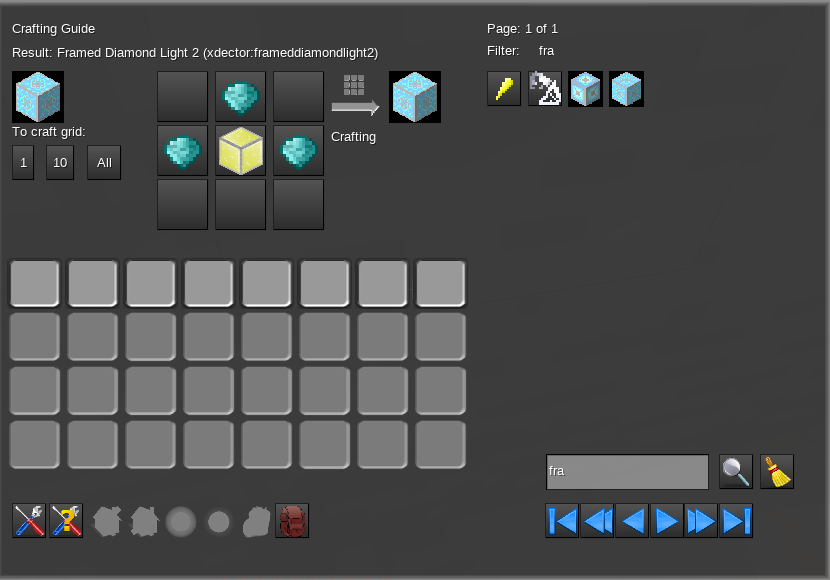 Crafting Guide
Result: Framed Diamond Light 2 (xdector:frameddiamondlight2)
To craft grid:
1 10 All
Crafting
Page: 1 of 1
Filter: fra
fra